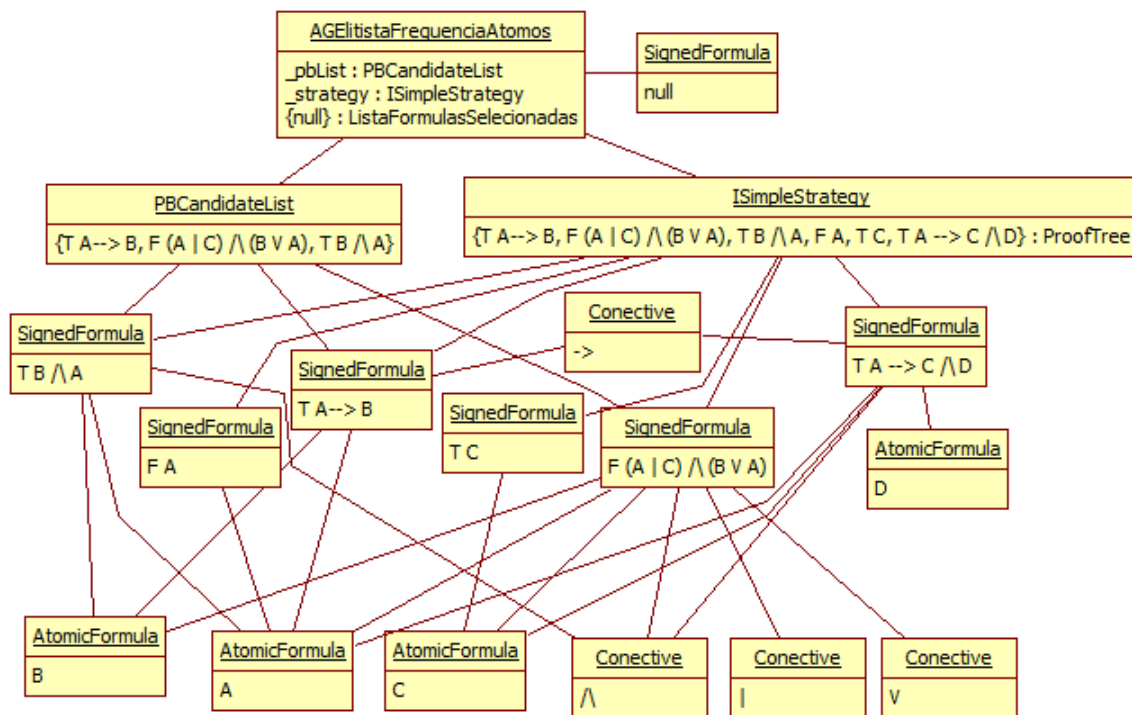 AGElitistaFrequenciaAtomos
_pbList : PBCandidateList
_strategy : ISimpleStrategy
{null} : ListaFormulasSelecionadas
SignedFormula
null
PBCandidateList
{T A--> B, F (A | C) /\ (B V A), T B /\ A}
ISimpleStrategy
{T A--> B, F (A | C) /\ (B V A), T B /\ A, F A, T C, T A --> C /\ D} : ProofTree
SignedFormula
T B /\ A
Conective
->
SignedFormula
T A --> C /\ D
SignedFormula
T A--> B
SignedFormula
F A
SignedFormula
T C
SignedFormula
F (A | C) /\ (B V A)
AtomicFormula
D
AtomicFormula
B
AtomicFormula
A
AtomicFormula
C
Conective
/\
Conective
|
Conective
V